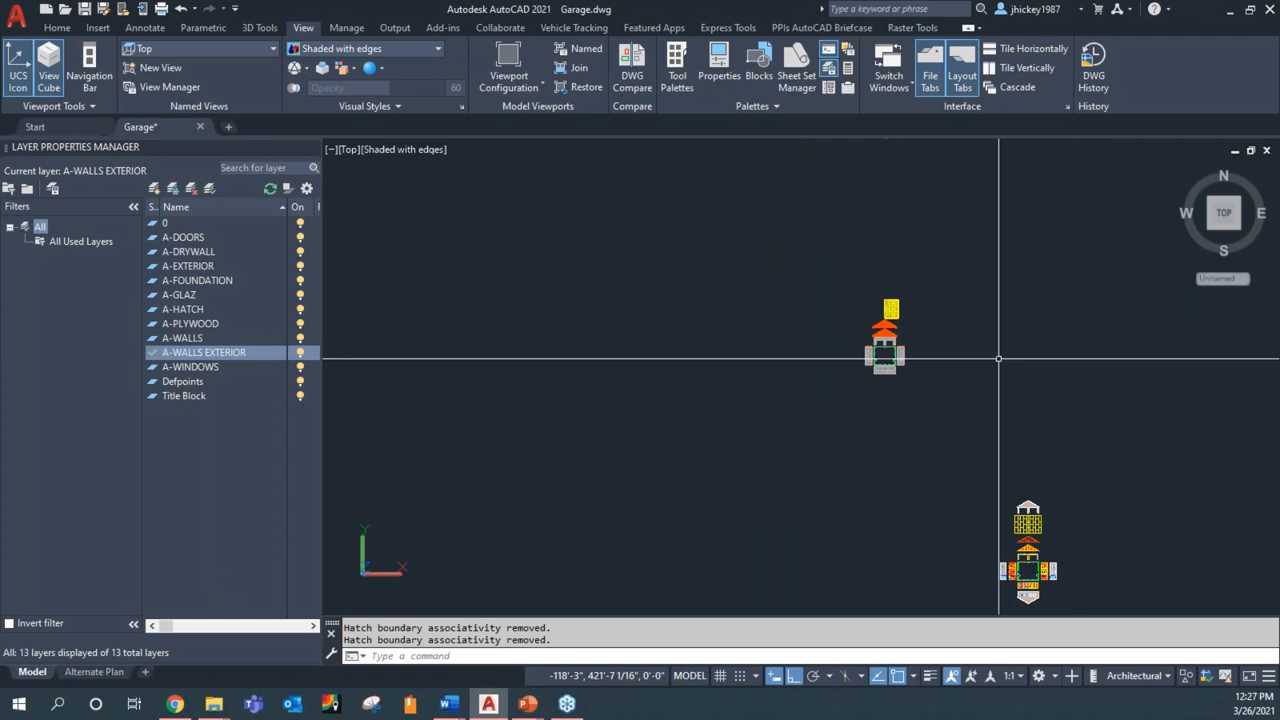 Autodesk AutoCAD 2021 Garage.dwg
Type a keyword or phrase
jhickey1987
Home Insert Annotate Parametric 3D Tools View Manage Output Add-ins Collaborate Vehicle Tracking Featured Apps Express Tools PPIs AutoCAD Briefcase Raster Tools
UCS Icon
View Cube
Navigation Bar
Viewport Tools
Top
New View
View Manager
Named Views
Shaded with edges
Opacity 60
Visual Styles
Viewport Configuration
Named
Join
Restore
Model Viewports
DWG Compare
Compare
Tool Palettes
Properties
Blocks
Sheet Set Manager
Palettes
Switch Windows
File Tabs
Layout Tabs
Tile Horizontally
Tile Vertically
Cascade
Interface
DWG History
History
Start
Garage*
LAYER PROPERTIES MANAGER
Current layer: A-WALLS EXTERIOR
Search for layer
Filters
All
All Used Layers
S.. Name On F
0
A-DOORS
A-DRYWALL
A-EXTERIOR
A-FOUNDATION
A-GLAZ
A-HATCH
A-PLYWOOD
A-WALLS
A-WALLS EXTERIOR
A-WINDOWS
Defpoints
Title Block
Invert filter
All: 13 layers displayed of 13 total layers
[−][Top][Shaded with edges]
N
W TOP E
S
Unnamed
Y
X
Hatch boundary associativity removed.
Hatch boundary associativity removed.
Type a command
Model
Alternate Plan
-118'-3", 421'-7 1/16", 0'-0"
MODEL
1:1
Architectural
12:27 PM
3/26/2021